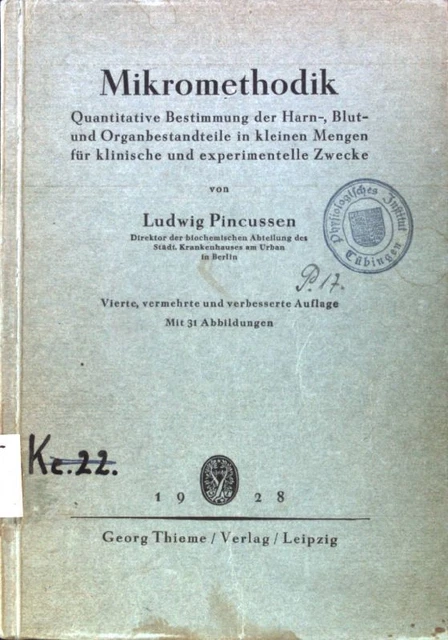 Mikromethodik
Quantitative Bestimmung der Harn-, Blut-
und Organbestandteile in kleinen Mengen
für klinische und experimentelle Zwecke
von
Ludwig Pincussen
Direktor der biochemischen Abteilung des
Städt. Krankenhauses am Urban
in Berlin
Physiologisches Institut
Tübingen
P. 17.
Vierte, vermehrte und verbesserte Auflage
Mit 31 Abbildungen
Kc. 22.
1928
Georg Thieme / Verlag / Leipzig